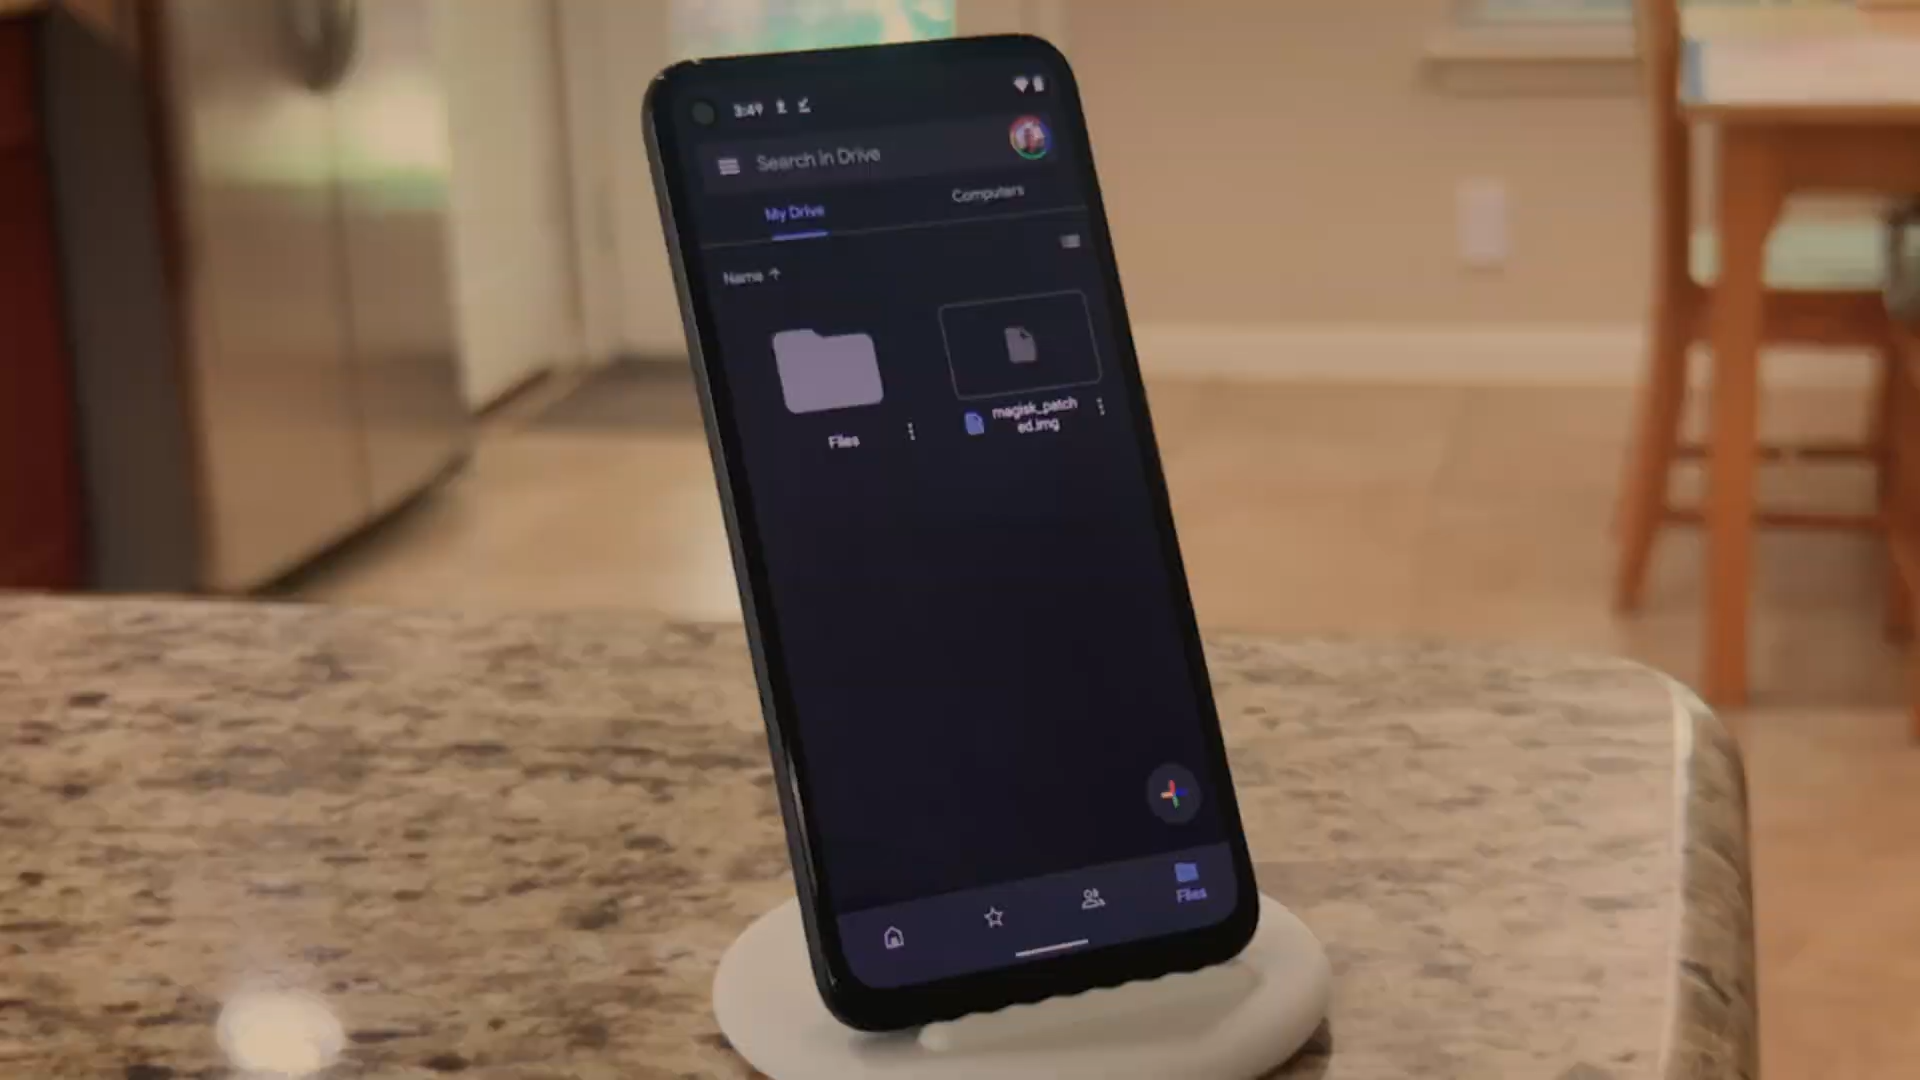 3:49
Search in Drive
My Drive
Computers
Name
Files
magisk_patch
ed.img
Files